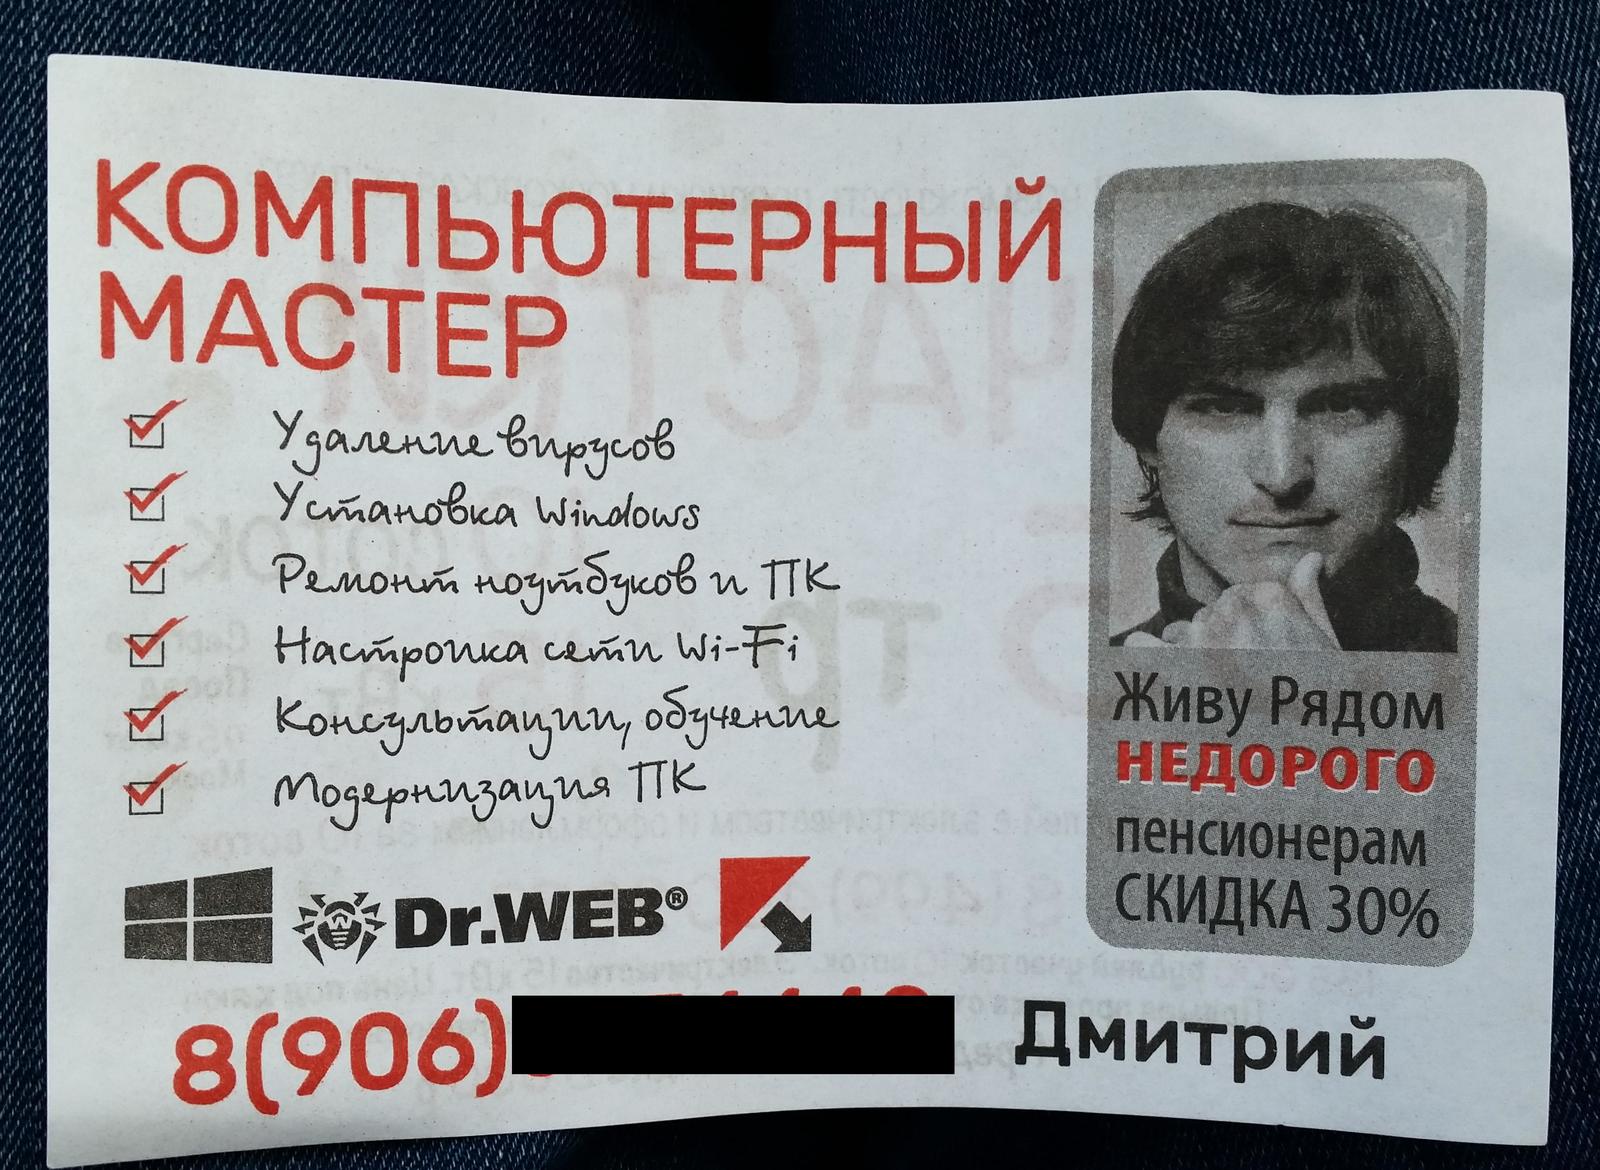 КОМПЬЮТЕРНЫЙ
МАСТЕР
Удаление вирусов
Установка Windows
Ремонт ноутбуков и ПК
Настройка сети Wi-Fi
Консультации, обучение
Модернизация ПК
Dr.WEB®
8(906)
Живу Рядом
НЕДОРОГО
пенсионерам
СКИДКА 30%
Дмитрий